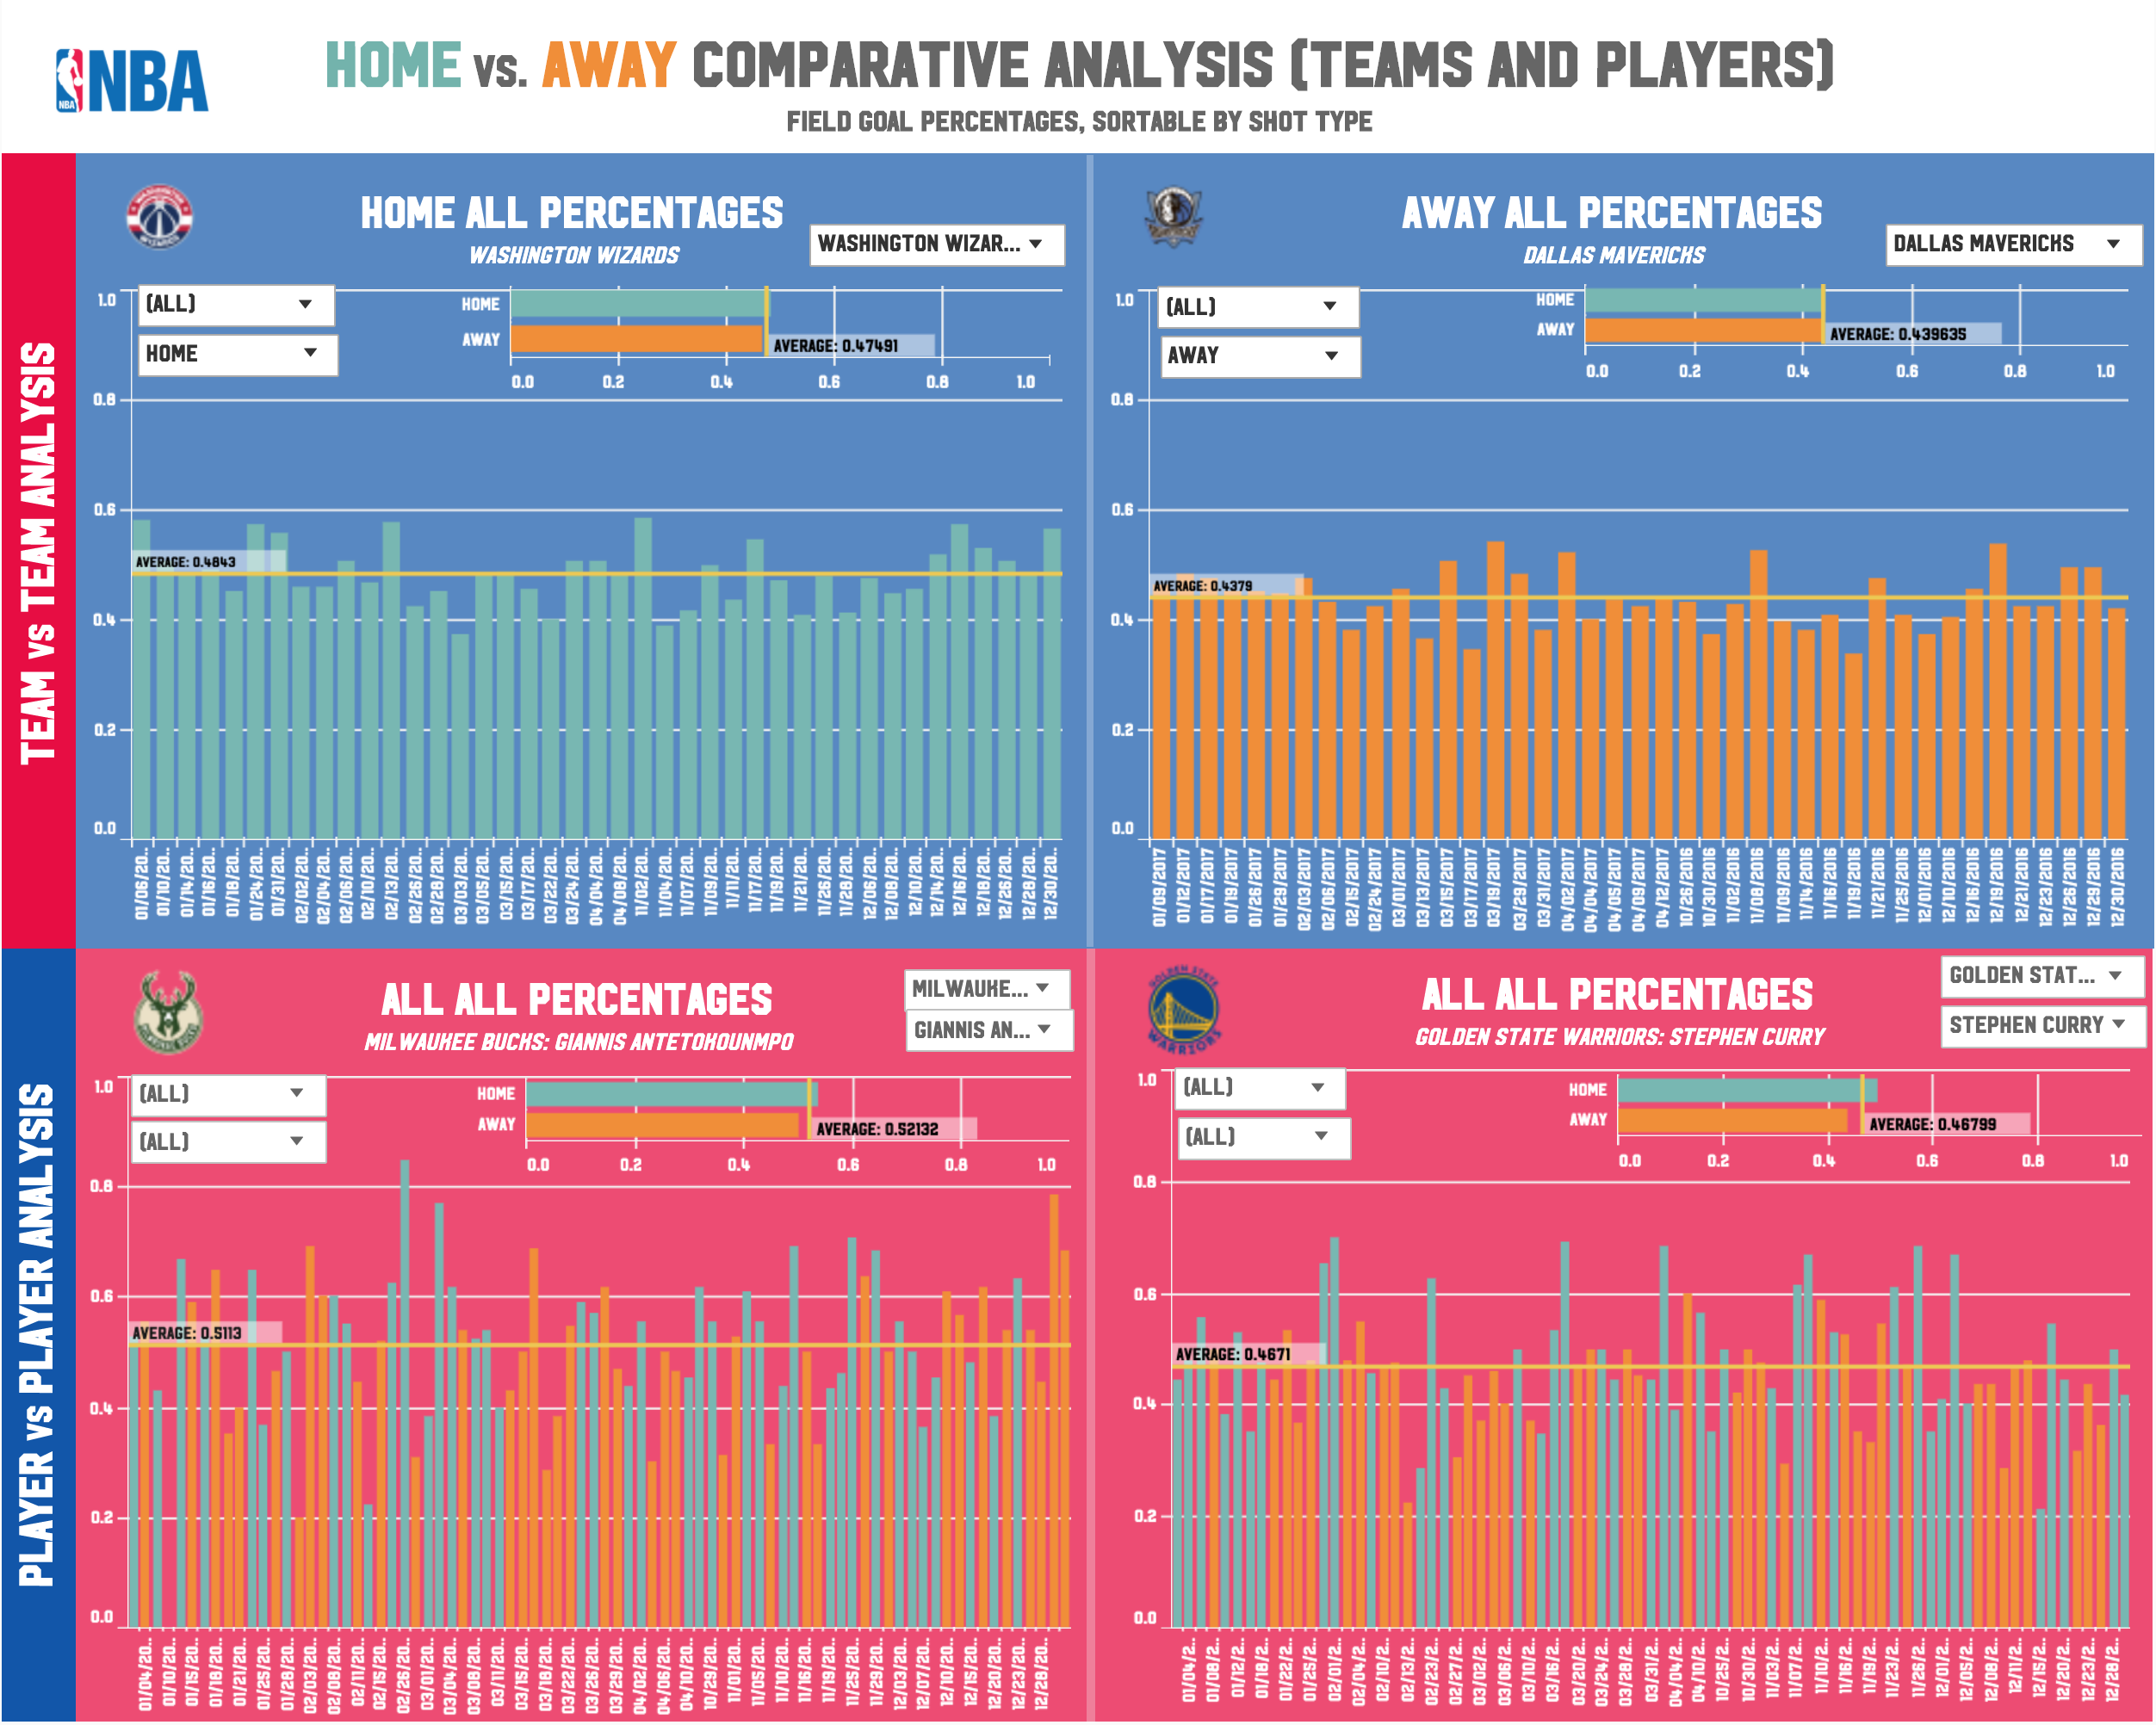 NBA
NBA
HOME VS. AWAY COMPARATIVE ANALYSIS (TEAMS AND PLAYERS)
FIELD GOAL PERCENTAGES, SORTABLE BY SHOT TYPE
TEAM VS TEAM ANALYSIS
HOME ALL PERCENTAGES
WASHINGTON WIZARDS
WASHINGTON WIZAR...
(ALL)
HOME
HOME
AWAY
AVERAGE: 0.47491
0.0 0.2 0.4 0.6 0.8 1.0
1.0
0.8
0.6
AVERAGE: 0.4843
0.4
0.2
0.0
01/06/20.. 01/10/20.. 01/14/20.. 01/16/20.. 01/18/20.. 01/24/20.. 01/31/20.. 02/02/20.. 02/04/20.. 02/06/20.. 02/10/20.. 02/13/20.. 02/26/20.. 02/28/20.. 03/03/20.. 03/05/20.. 03/15/20.. 03/17/20.. 03/22/20.. 03/24/20.. 04/04/20.. 04/08/20.. 11/02/20.. 11/04/20.. 11/07/20.. 11/09/20.. 11/11/20.. 11/17/20.. 11/19/20.. 11/21/20.. 11/26/20.. 11/28/20.. 12/06/20.. 12/08/20.. 12/10/20.. 12/14/20.. 12/16/20.. 12/18/20.. 12/26/20.. 12/28/20.. 12/30/20..
AWAY ALL PERCENTAGES
DALLAS MAVERICKS
DALLAS MAVERICKS
(ALL)
AWAY
HOME
AWAY
AVERAGE: 0.439635
0.0 0.2 0.4 0.6 0.8 1.0
1.0
0.8
0.6
AVERAGE: 0.4379
0.4
0.2
0.0
01/09/2017 01/12/2017 01/17/2017 01/19/2017 01/26/2017 01/29/2017 02/03/2017 02/06/2017 02/15/2017 02/24/2017 03/01/2017 03/13/2017 03/15/2017 03/17/2017 03/19/2017 03/29/2017 03/31/2017 04/02/2017 04/04/2017 04/05/2017 04/09/2017 04/12/2017 10/26/2016 10/30/2016 11/02/2016 11/08/2016 11/09/2016 11/14/2016 11/16/2016 11/19/2016 11/21/2016 11/25/2016 12/01/2016 12/10/2016 12/16/2016 12/19/2016 12/21/2016 12/23/2016 12/26/2016 12/29/2016 12/30/2016
PLAYER VS PLAYER ANALYSIS
ALL ALL PERCENTAGES
MILWAUKEE BUCKS: GIANNIS ANTETOKOUNMPO
MILWAUKE...
GIANNIS AN...
(ALL)
(ALL)
HOME
AWAY
AVERAGE: 0.52132
0.0 0.2 0.4 0.6 0.8 1.0
1.0
0.8
0.6
AVERAGE: 0.5113
0.4
0.2
0.0
01/04/20.. 01/10/20.. 01/15/20.. 01/18/20.. 01/21/20.. 01/25/20.. 01/28/20.. 02/03/20.. 02/08/20.. 02/11/20.. 02/15/20.. 02/26/20.. 03/01/20.. 03/04/20.. 03/08/20.. 03/11/20.. 03/15/20.. 03/18/20.. 03/22/20.. 03/26/20.. 03/29/20.. 04/02/20.. 04/06/20.. 04/10/20.. 10/29/20.. 11/01/20.. 11/05/20.. 11/10/20.. 11/16/20.. 11/19/20.. 11/25/20.. 11/29/20.. 12/03/20.. 12/07/20.. 12/10/20.. 12/15/20.. 12/20/20.. 12/23/20.. 12/28/20..
GOLDEN STATE
WARRIORS
ALL ALL PERCENTAGES
GOLDEN STATE WARRIORS: STEPHEN CURRY
GOLDEN STAT...
STEPHEN CURRY
(ALL)
(ALL)
HOME
AWAY
AVERAGE: 0.46799
0.0 0.2 0.4 0.6 0.8 1.0
1.0
0.8
0.6
AVERAGE: 0.4671
0.4
0.2
0.0
01/04/2.. 01/08/2.. 01/12/2.. 01/18/2.. 01/22/2.. 01/25/2.. 02/01/2.. 02/04/2.. 02/10/2.. 02/13/2.. 02/23/2.. 02/27/2.. 03/02/2.. 03/06/2.. 03/10/2.. 03/16/2.. 03/20/2.. 03/24/2.. 03/28/2.. 03/31/2.. 04/04/2.. 04/10/2.. 10/25/2.. 10/30/2.. 11/03/2.. 11/07/2.. 11/10/2.. 11/16/2.. 11/19/2.. 11/23/2.. 11/26/2.. 12/01/2.. 12/05/2.. 12/08/2.. 12/11/2.. 12/15/2.. 12/20/2.. 12/23/2.. 12/28/2..